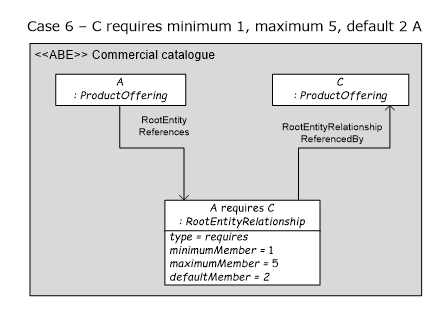 Case 6 – C requires minimum 1, maximum 5, default 2 A
<<ABE>> Commercial catalogue
A
: ProductOffering
C
: ProductOffering
RootEntity
References
RootEntityRelationship
ReferencedBy
A requires C
: RootEntityRelationship
type = requires
minimumMember = 1
maximumMember = 5
defaultMember = 2